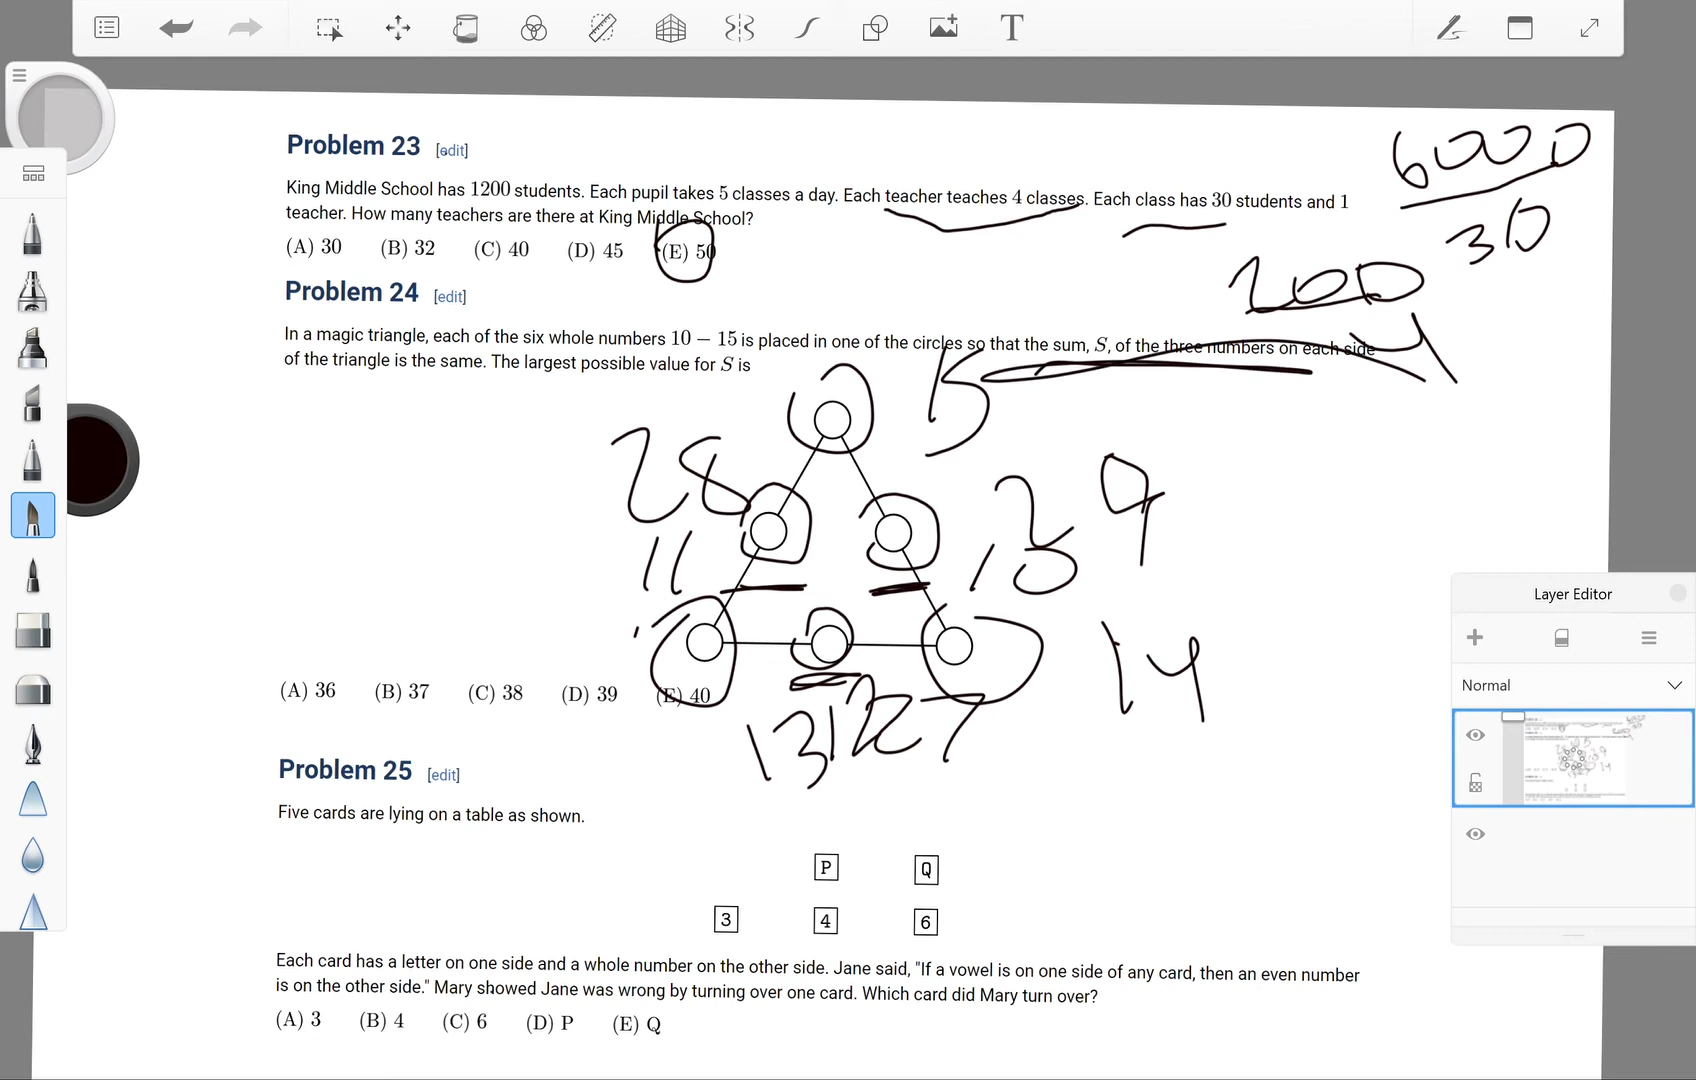 Problem 23 [edit]
King Middle School has 1200 students. Each pupil takes 5 classes a day. Each teacher teaches 4 classes. Each class has 30 students and 1
teacher. How many teachers are there at King Middle School?
(A) 30 (B) 32 (C) 40 (D) 45 (E) 50
6000
30
200
4
Problem 24 [edit]
In a magic triangle, each of the six whole numbers 10 − 15 is placed in one of the circles so that the sum, S, of the three numbers on each side
of the triangle is the same. The largest possible value for S is
15
28
11
9
14
13
27
(A) 36 (B) 37 (C) 38 (D) 39 (E) 40
Problem 25 [edit]
Five cards are lying on a table as shown.
P Q
3 4 6
Each card has a letter on one side and a whole number on the other side. Jane said, "If a vowel is on one side of any card, then an even number
is on the other side." Mary showed Jane was wrong by turning over one card. Which card did Mary turn over?
(A) 3 (B) 4 (C) 6 (D) P (E) Q
Layer Editor
Normal